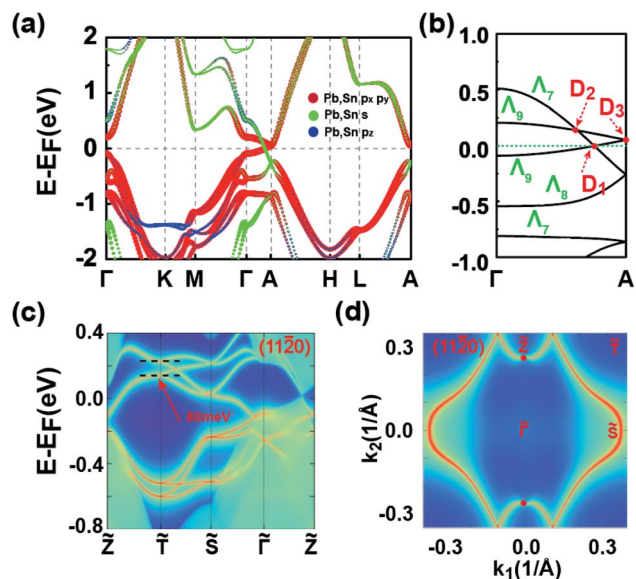 (a)
2
1
0
-1
-2
E-EF(eV)
Pb,Sn px py
Pb,Sn s
Pb,Sn pz
Γ K M Γ A H L A
(b)
1.0
0.5
0.0
-0.5
-1.0
Λ7
Λ9
D2
D3
Λ9
Λ8
D1
Λ7
Γ A
(c)
0.4
0.0
-0.4
-0.8
E-EF(eV)
(112̄0)
80meV
Z̃ T̃ S̃ Γ̃ Z̃
(d)
0.3
0.0
-0.3
k2(1/Å)
(112̄0)
Z̃
T̃
Γ̃
S̃
-0.3 0.0 0.3
k1(1/Å)